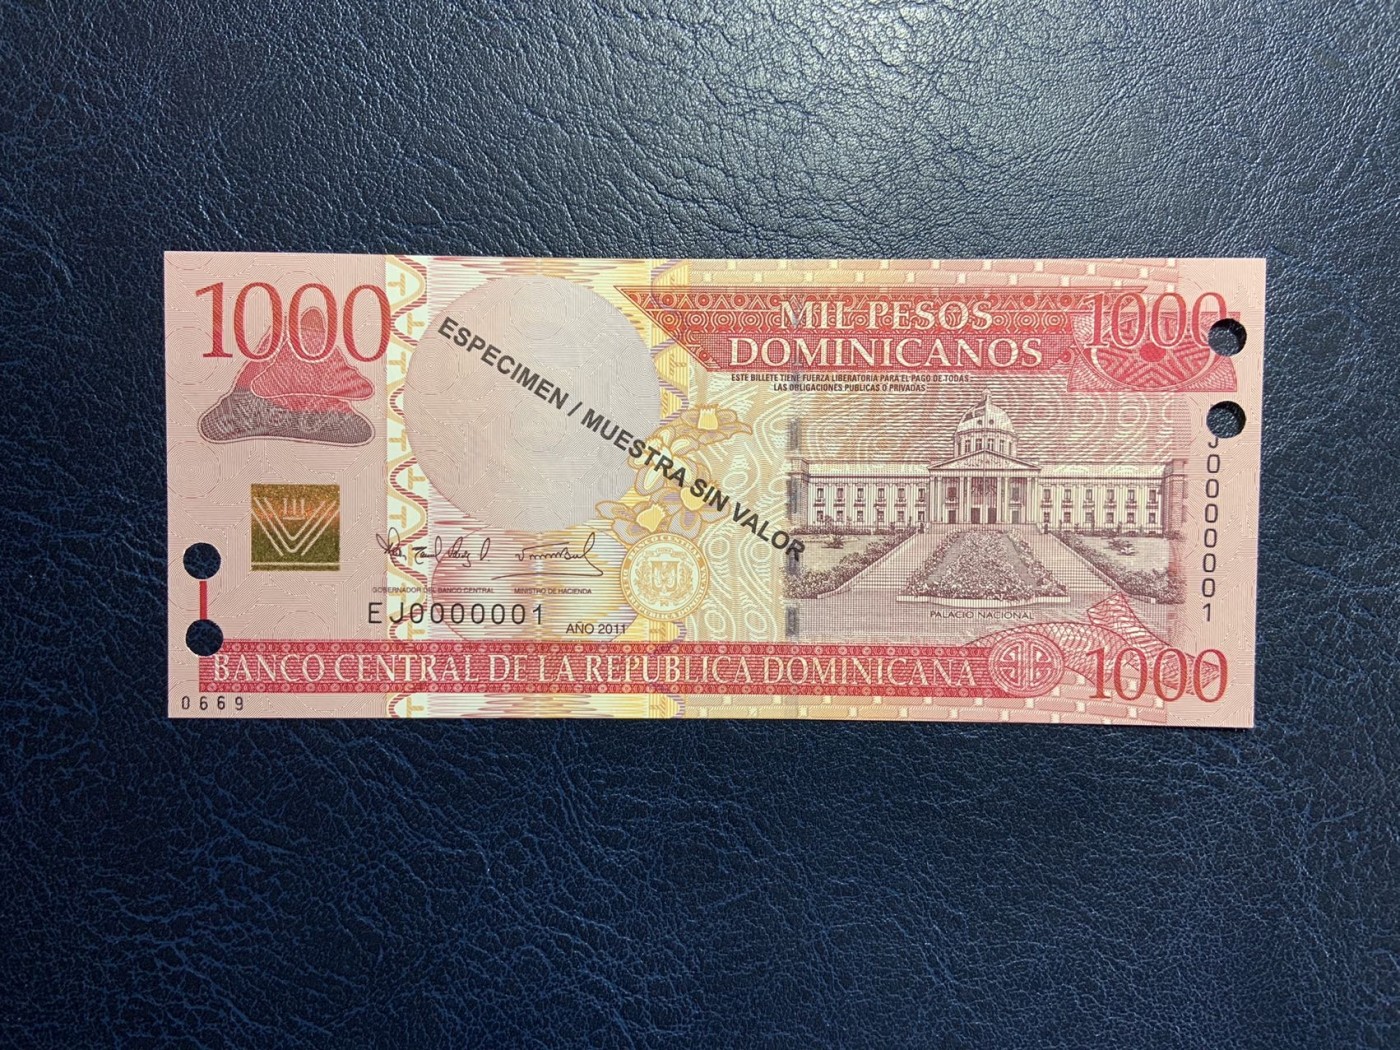 1000
MIL PESOS
DOMINICANOS
1000
ESTE BILLETE TIENE FUERZA LIBERATORIA PARA EL PAGO DE TODAS
LAS OBLIGACIONES PUBLICAS O PRIVADAS
ESPECIMEN / MUESTRA SIN VALOR
J0000001
GOBERNADOR DEL BANCO CENTRAL
MINISTRO DE HACIENDA
EJ0000001
AÑO 2011
PALACIO NACIONAL
BANCO CENTRAL DE LA REPUBLICA DOMINICANA
1000
0669